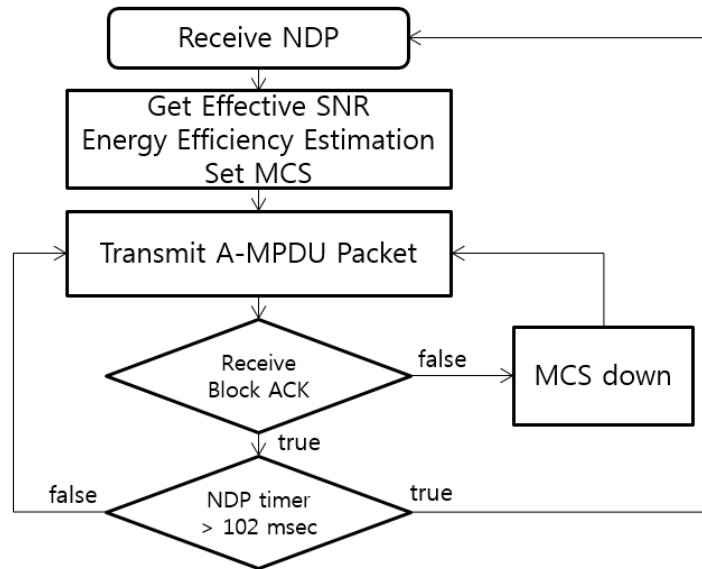 Receive NDP
Get Effective SNR
Energy Efficiency Estimation
Set MCS
Transmit A-MPDU Packet
Receive
Block ACK
false
MCS down
true
NDP timer
> 102 msec
false
true